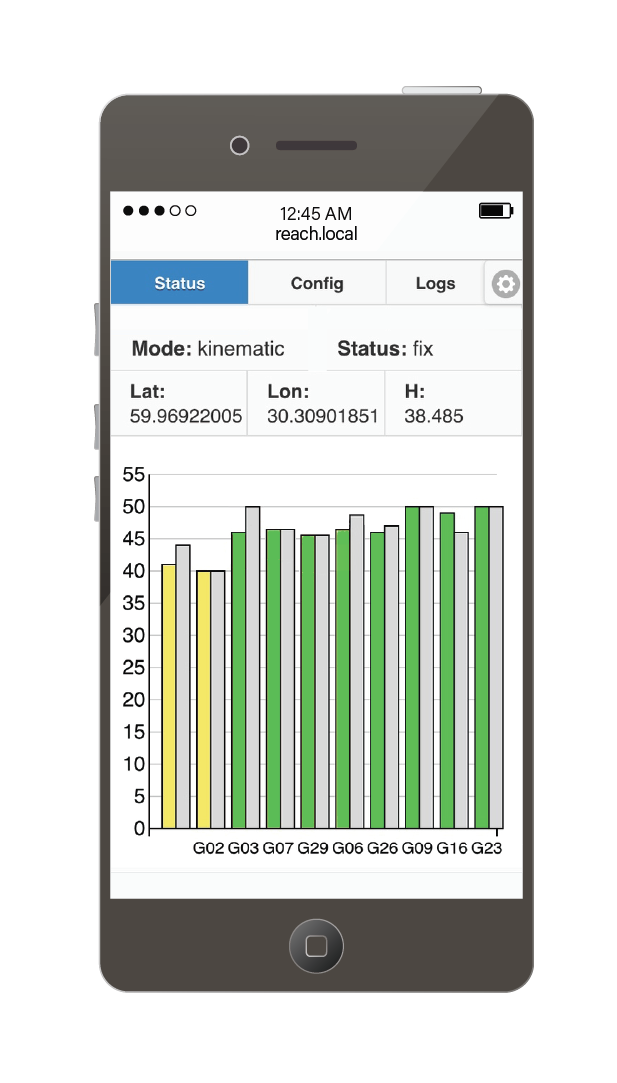 12:45 AM
reach.local
Status Config Logs
Mode: kinematic Status: fix
Lat: Lon: H:
59.96922005 30.30901851 38.485
55
50
45
40
35
30
25
20
15
10
5
0
G02 G03 G07 G29 G06 G26 G09 G16 G23